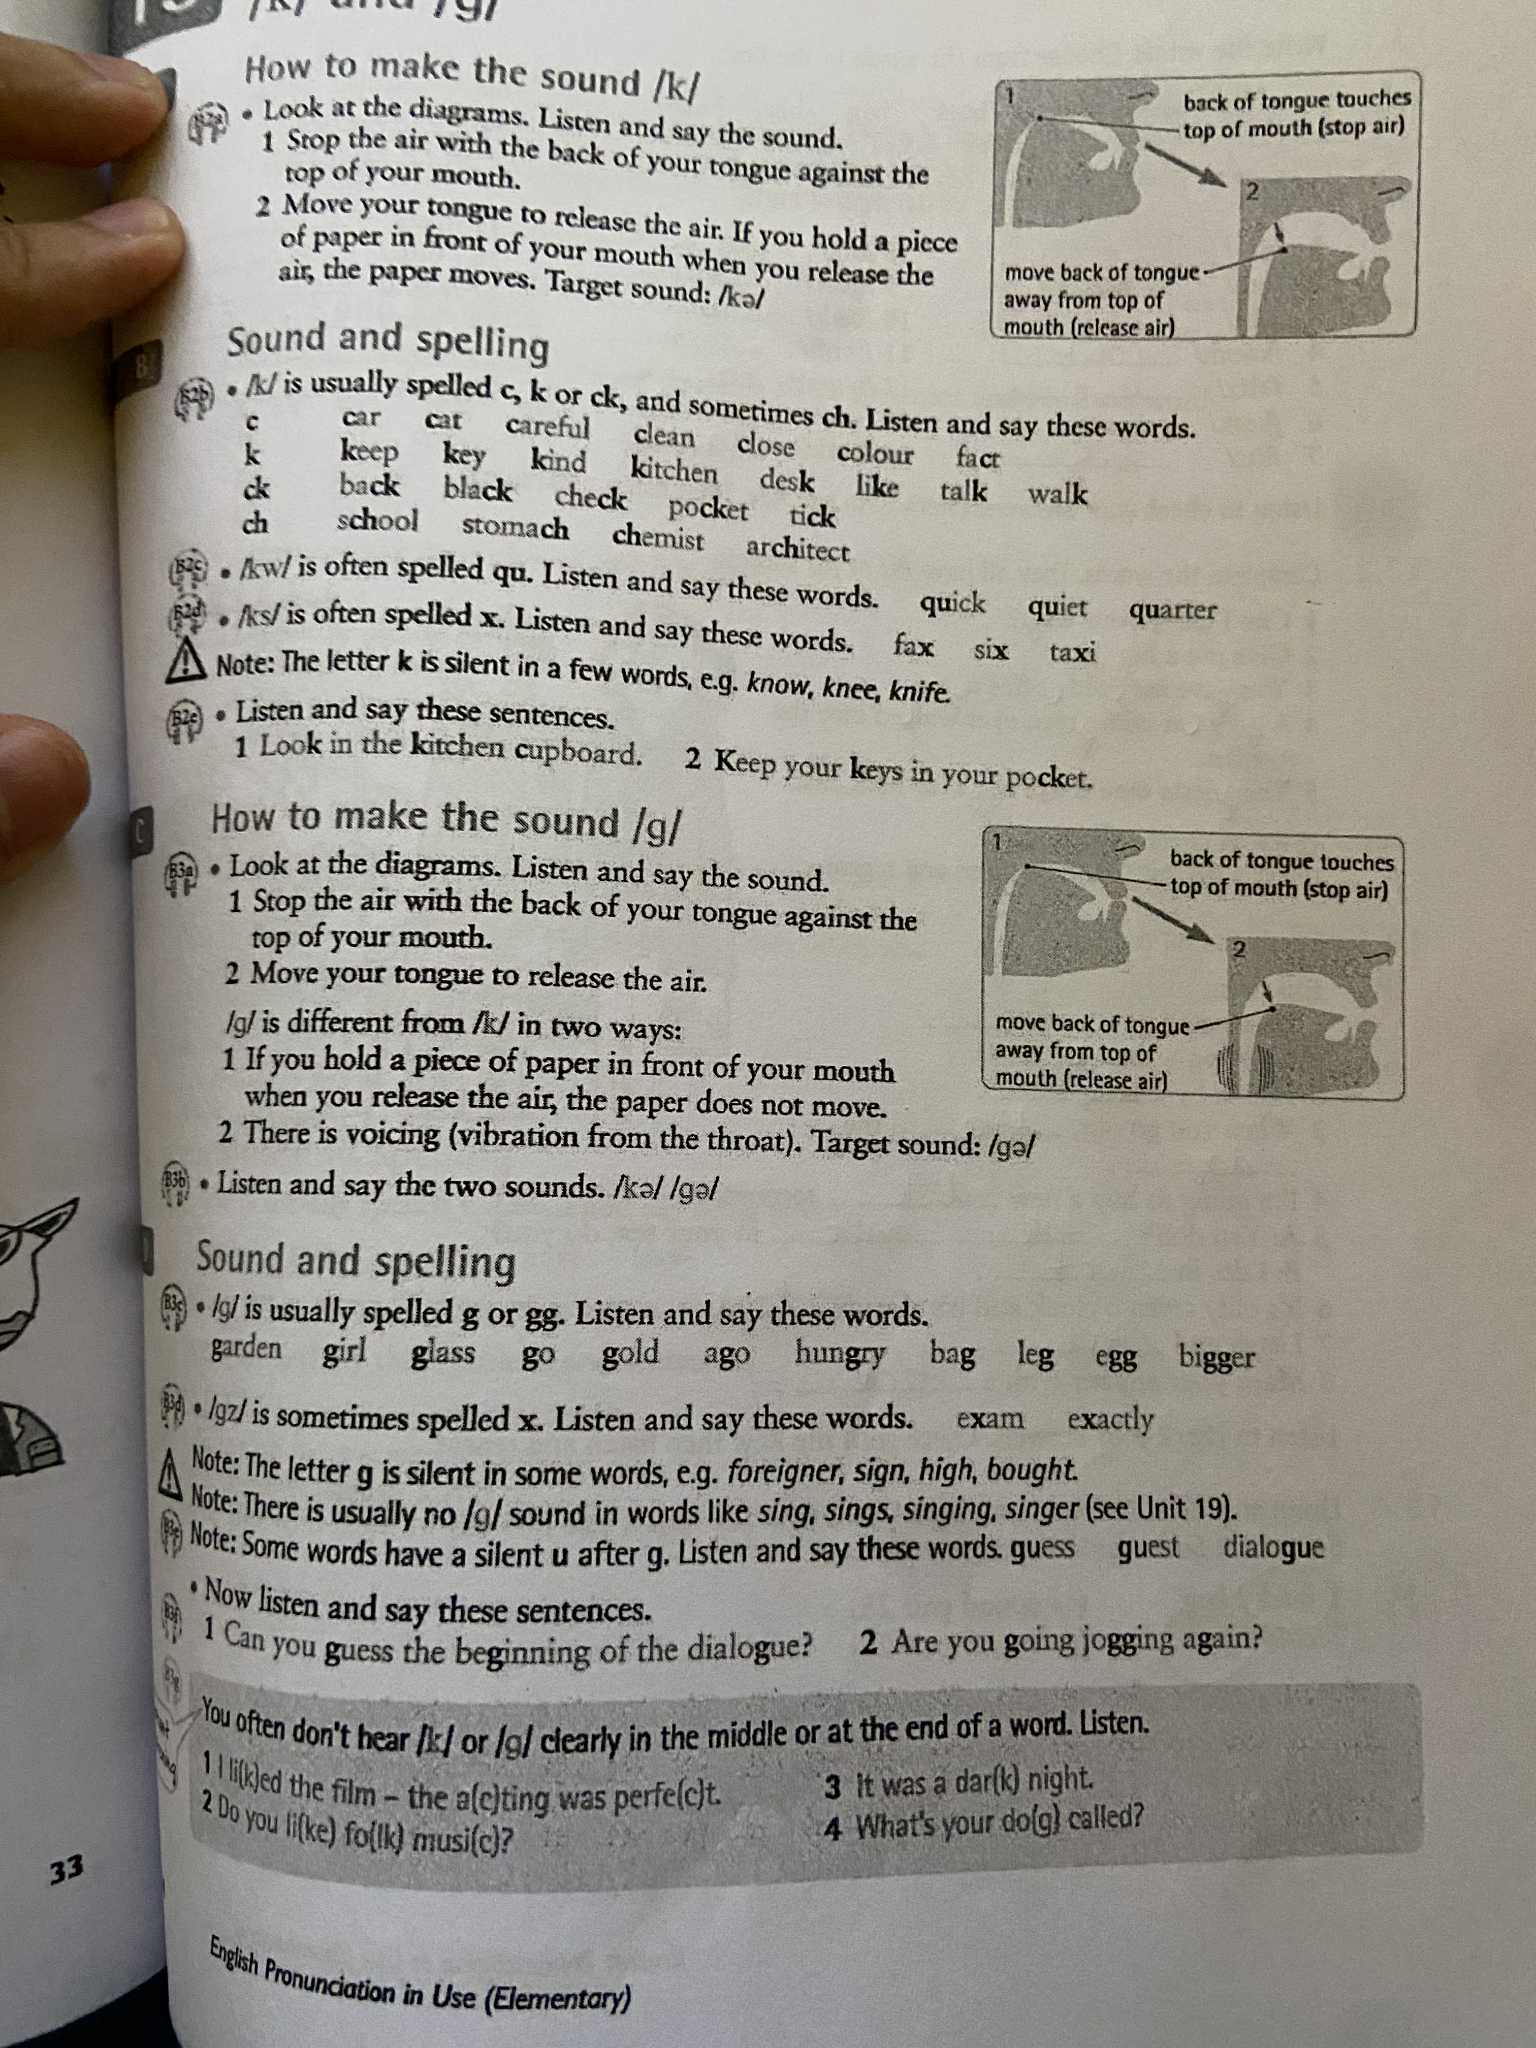 /k/ and /g/
How to make the sound /k/
B2a • Look at the diagrams. Listen and say the sound.
1 Stop the air with the back of your tongue against the
top of your mouth.
2 Move your tongue to release the air. If you hold a piece
of paper in front of your mouth when you release the
air, the paper moves. Target sound: /kə/
1
back of tongue touches
top of mouth (stop air)
2
move back of tongue
away from top of
mouth (release air)
B
Sound and spelling
B2b • /k/ is usually spelled c, k or ck, and sometimes ch. Listen and say these words.
c car cat careful clean close colour fact
k keep key kind kitchen desk like talk walk
ck back black check pocket tick
ch school stomach chemist architect
B2c • /kw/ is often spelled qu. Listen and say these words. quick quiet quarter
B2d • /ks/ is often spelled x. Listen and say these words. fax six taxi
Note: The letter k is silent in a few words, e.g. know, knee, knife.
B2e • Listen and say these sentences.
1 Look in the kitchen cupboard. 2 Keep your keys in your pocket.
C
How to make the sound /g/
B3a • Look at the diagrams. Listen and say the sound.
1 Stop the air with the back of your tongue against the
top of your mouth.
2 Move your tongue to release the air.
/g/ is different from /k/ in two ways:
1 If you hold a piece of paper in front of your mouth
when you release the air, the paper does not move.
2 There is voicing (vibration from the throat). Target sound: /gə/
1
back of tongue touches
top of mouth (stop air)
2
move back of tongue
away from top of
mouth (release air)
B3b • Listen and say the two sounds. /kə/ /gə/
Sound and spelling
B3c • /g/ is usually spelled g or gg. Listen and say these words.
garden girl glass go gold ago hungry bag leg egg bigger
B3d • /gz/ is sometimes spelled x. Listen and say these words. exam exactly
Note: The letter g is silent in some words, e.g. foreigner, sign, high, bought.
Note: There is usually no /g/ sound in words like sing, sings, singing, singer (see Unit 19).
B3e Note: Some words have a silent u after g. Listen and say these words. guess guest dialogue
B3f • Now listen and say these sentences.
1 Can you guess the beginning of the dialogue? 2 Are you going jogging again?
You often don't hear /k/ or /g/ clearly in the middle or at the end of a word. Listen.
1 I li(k)ed the film – the a(c)ting was perfe(c)t. 3 It was a dar(k) night.
2 Do you li(ke) fo(lk) musi(c)? 4 What's your do(g) called?
33
English Pronunciation in Use (Elementary)